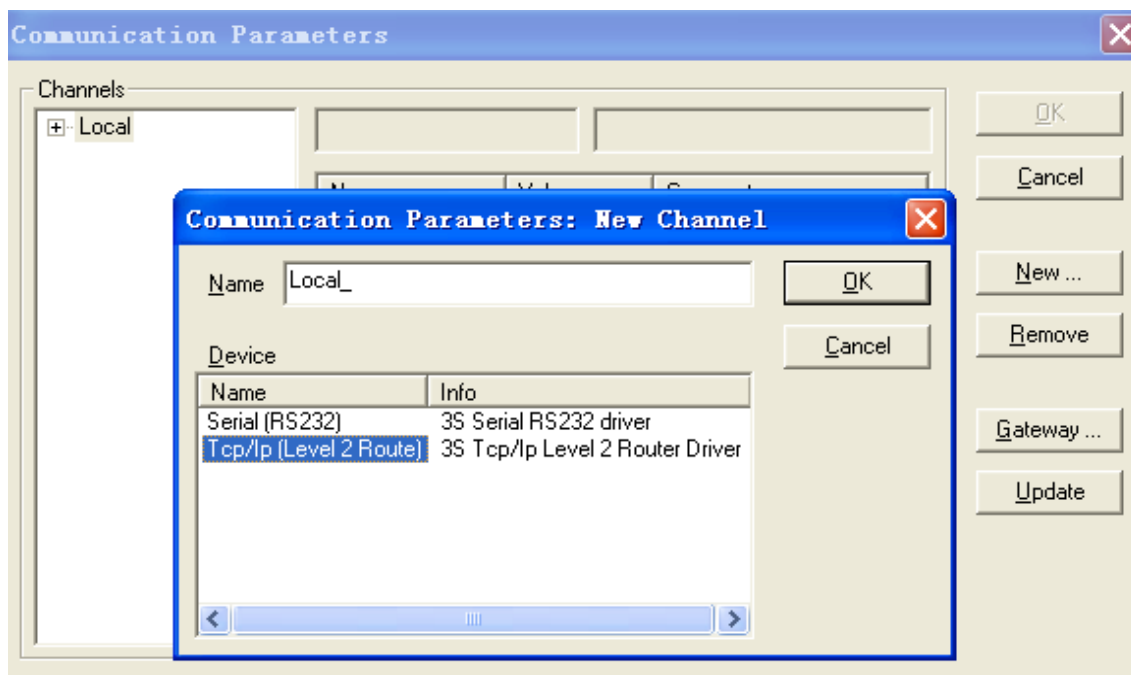 Communication Parameters
Channels
Local
OK
Cancel
New ...
Remove
Gateway ...
Update
Communication Parameters: New Channel
Name Local_
OK
Cancel
Device
Name Info
Serial (RS232) 3S Serial RS232 driver
Tcp/Ip (Level 2 Route) 3S Tcp/Ip Level 2 Router Driver